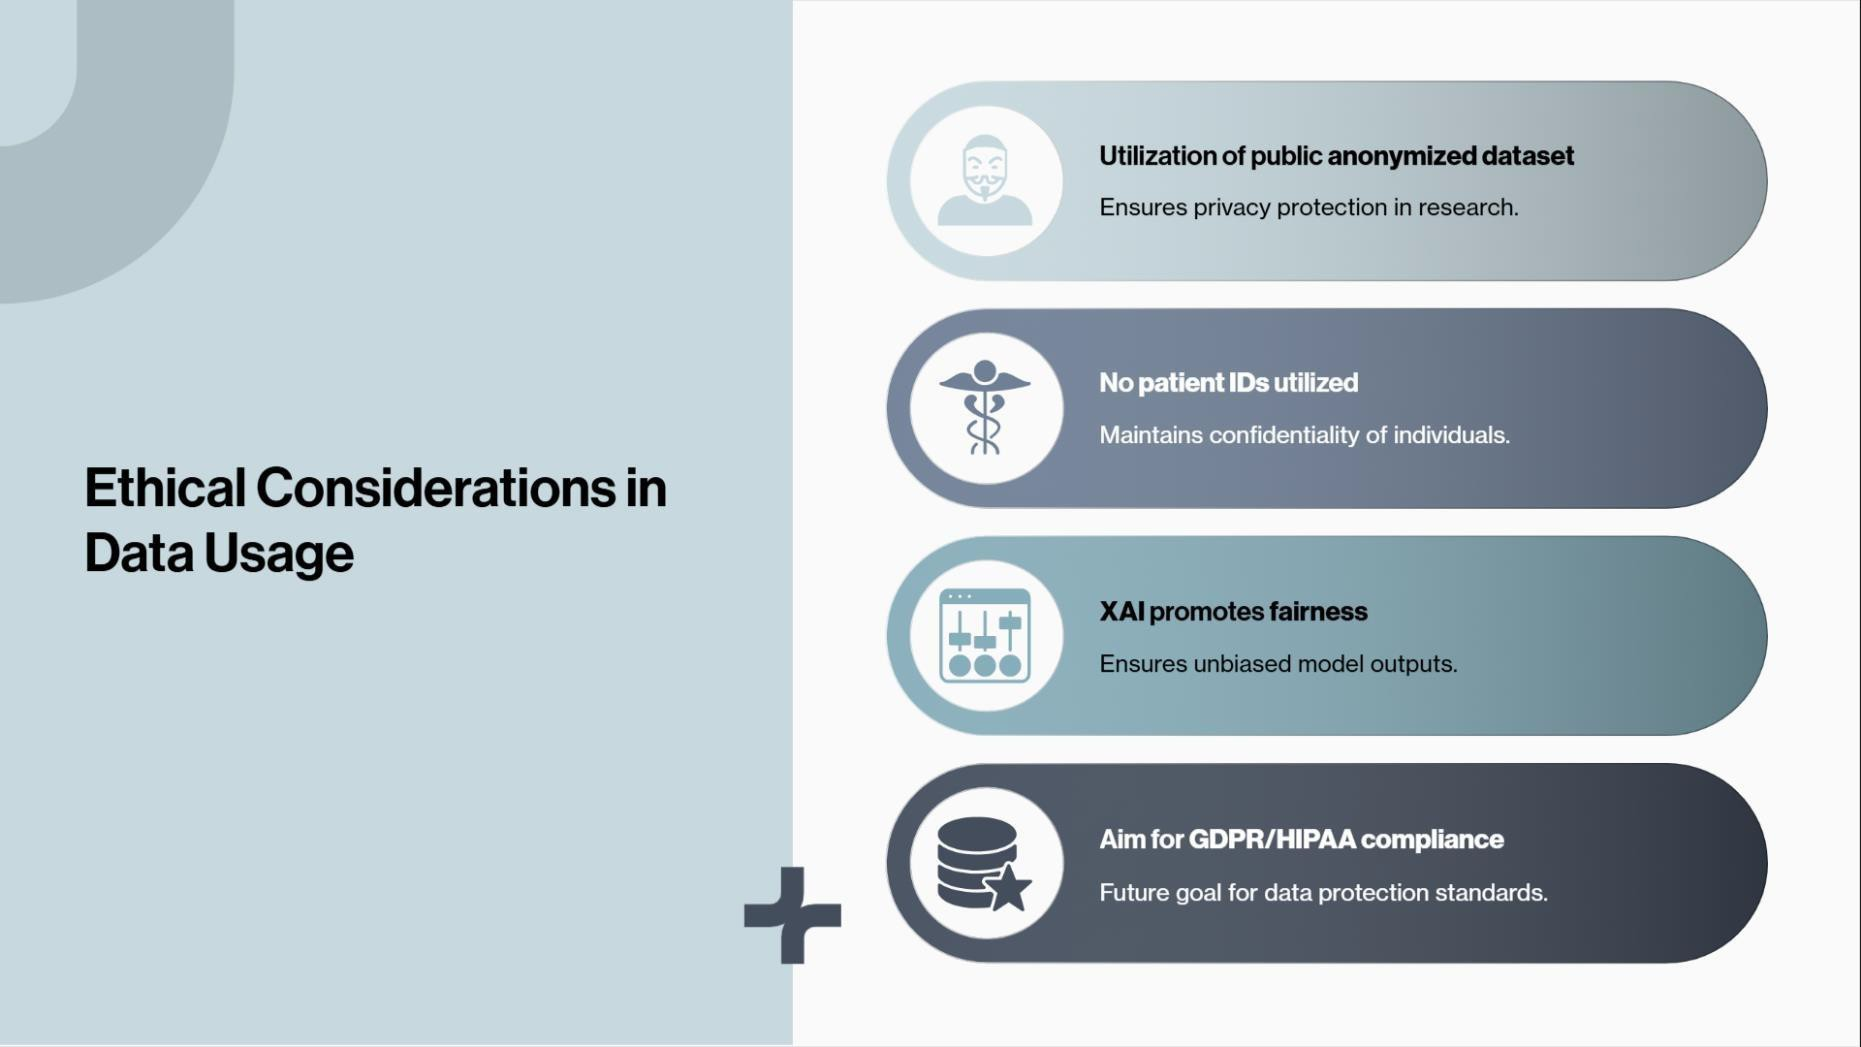 Ethical Considerations in
Data Usage
Utilization of public anonymized dataset
Ensures privacy protection in research.
No patient IDs utilized
Maintains confidentiality of individuals.
XAI promotes fairness
Ensures unbiased model outputs.
Aim for GDPR/HIPAA compliance
Future goal for data protection standards.